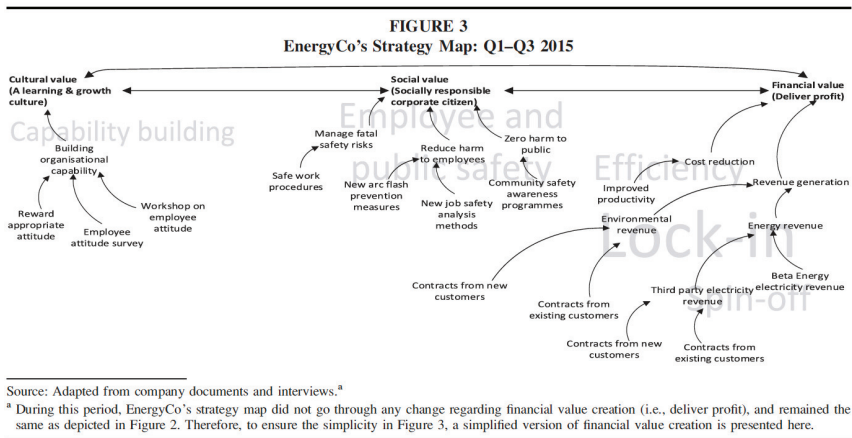 FIGURE 3
EnergyCo's Strategy Map: Q1–Q3 2015
Cultural value
(A learning & growth
culture)
Social value
(Socially responsible
corporate citizen)
Financial value
(Deliver profit)
Capability building
Employee and
public safety
Efficiency
Lock-in
Spin-off
Building
organisational
capability
Reward
appropriate
attitude
Employee
attitude survey
Workshop on
employee
attitude
Manage fatal
safety risks
Safe work
procedures
Reduce harm
to employees
New arc flash
prevention
measures
New job safety
analysis
methods
Zero harm to
public
Community safety
awareness
programmes
Cost reduction
Improved
productivity
Revenue generation
Environmental
revenue
Energy revenue
Contracts from new
customers
Contracts from
existing customers
Third party electricity
revenue
Beta Energy
electricity revenue
Contracts from new
customers
Contracts from
existing customers
Source: Adapted from company documents and interviews.a
a During this period, EnergyCo's strategy map did not go through any change regarding financial value creation (i.e., deliver profit), and remained the
same as depicted in Figure 2. Therefore, to ensure the simplicity in Figure 3, a simplified version of financial value creation is presented here.